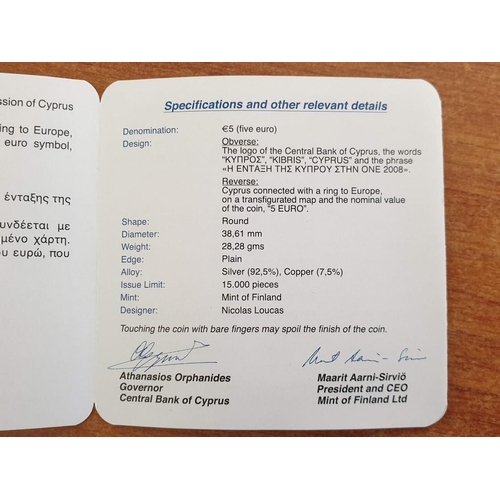 ssion of Cyprus
ing to Europe,
euro symbol,
ένταξης της
υνδέεται με
μένο χάρτη.
ου ευρώ, που
Specifications and other relevant details
Denomination: €5 (five euro)
Design: Obverse:
The logo of the Central Bank of Cyprus, the words
"ΚΥΠΡΟΣ", "KIBRIS", "CYPRUS" and the phrase
«Η ΕΝΤΑΞΗ ΤΗΣ ΚΥΠΡΟΥ ΣΤΗΝ ΟΝΕ 2008».
Reverse:
Cyprus connected with a ring to Europe,
on a transfigurated map and the nominal value
of the coin, "5 EURO".
Shape: Round
Diameter: 38,61 mm
Weight: 28,28 gms
Edge: Plain
Alloy: Silver (92,5%), Copper (7,5%)
Issue Limit: 15.000 pieces
Mint: Mint of Finland
Designer: Nicolas Loucas
Touching the coin with bare fingers may spoil the finish of the coin.
Athanasios Orphanides
Governor
Central Bank of Cyprus
Maarit Aarni-Sirviö
President and CEO
Mint of Finland Ltd